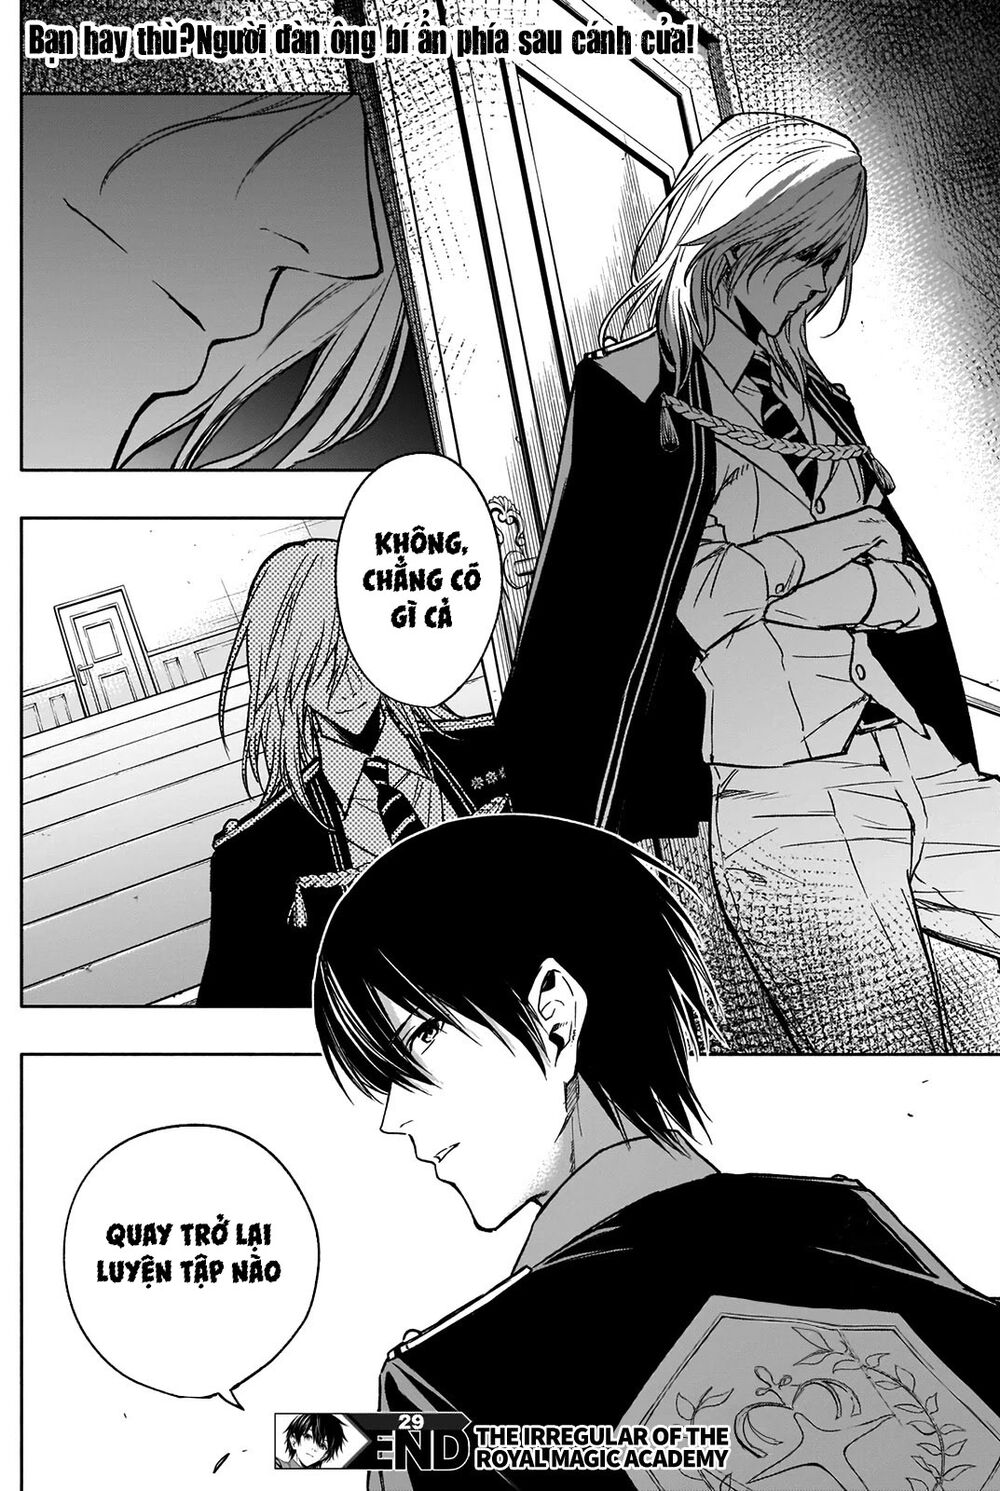 Bạn hay thù?Người đàn ông bí ẩn phía sau cánh cửa!
KHÔNG,
CHẲNG CÓ
GÌ CẢ
QUAY TRỞ LẠI
LUYỆN TẬP NÀO
29
END
THE IRREGULAR OF THE
ROYAL MAGIC ACADEMY